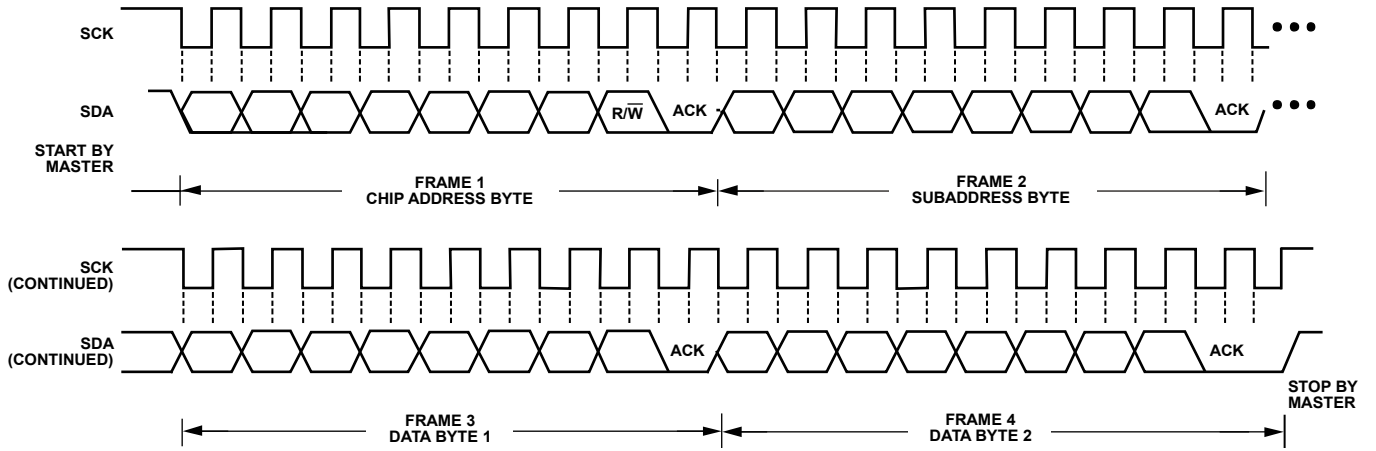 SCK
SDA
R/W̅ ACK
ACK
START BY
MASTER
FRAME 1
CHIP ADDRESS BYTE
FRAME 2
SUBADDRESS BYTE
SCK
(CONTINUED)
SDA
(CONTINUED)
ACK
ACK
STOP BY
MASTER
FRAME 3
DATA BYTE 1
FRAME 4
DATA BYTE 2